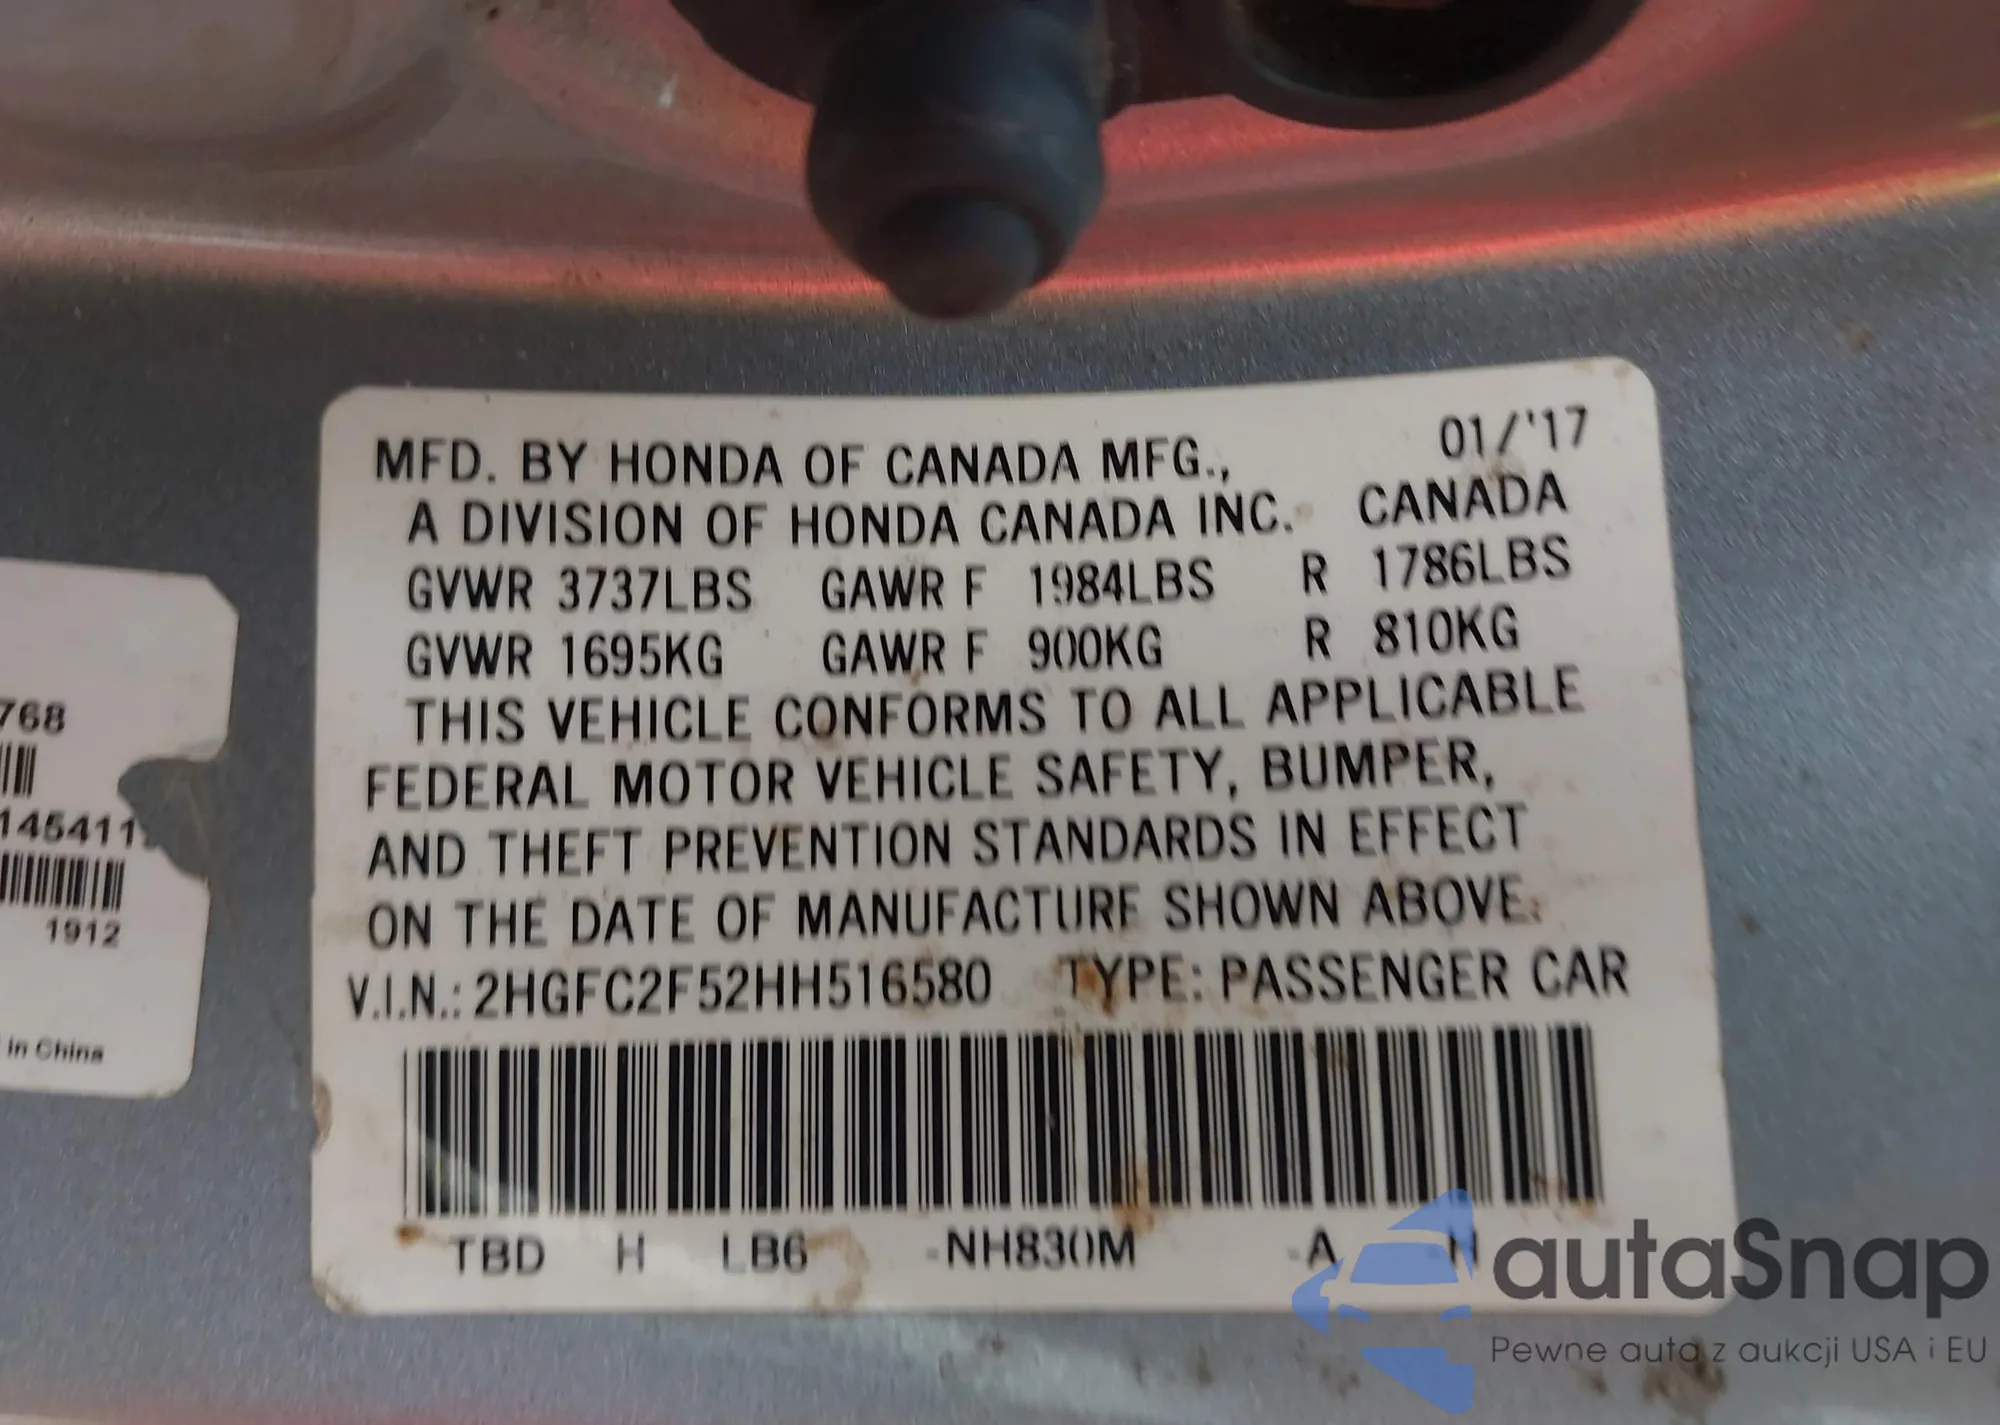 MFD. BY HONDA OF CANADA MFG., 01/'17
A DIVISION OF HONDA CANADA INC. CANADA
GVWR 3737LBS GAWR F 1984LBS R 1786LBS
GVWR 1695KG GAWR F 900KG R 810KG
THIS VEHICLE CONFORMS TO ALL APPLICABLE
FEDERAL MOTOR VEHICLE SAFETY, BUMPER,
AND THEFT PREVENTION STANDARDS IN EFFECT
ON THE DATE OF MANUFACTURE SHOWN ABOVE.
V.I.N.: 2HGFC2F52HH516580 TYPE: PASSENGER CAR
TBD H LB6 -NH830M -A -H
768
145411
1912
in China
autaSnap
Pewne auta z aukcji USA i EU